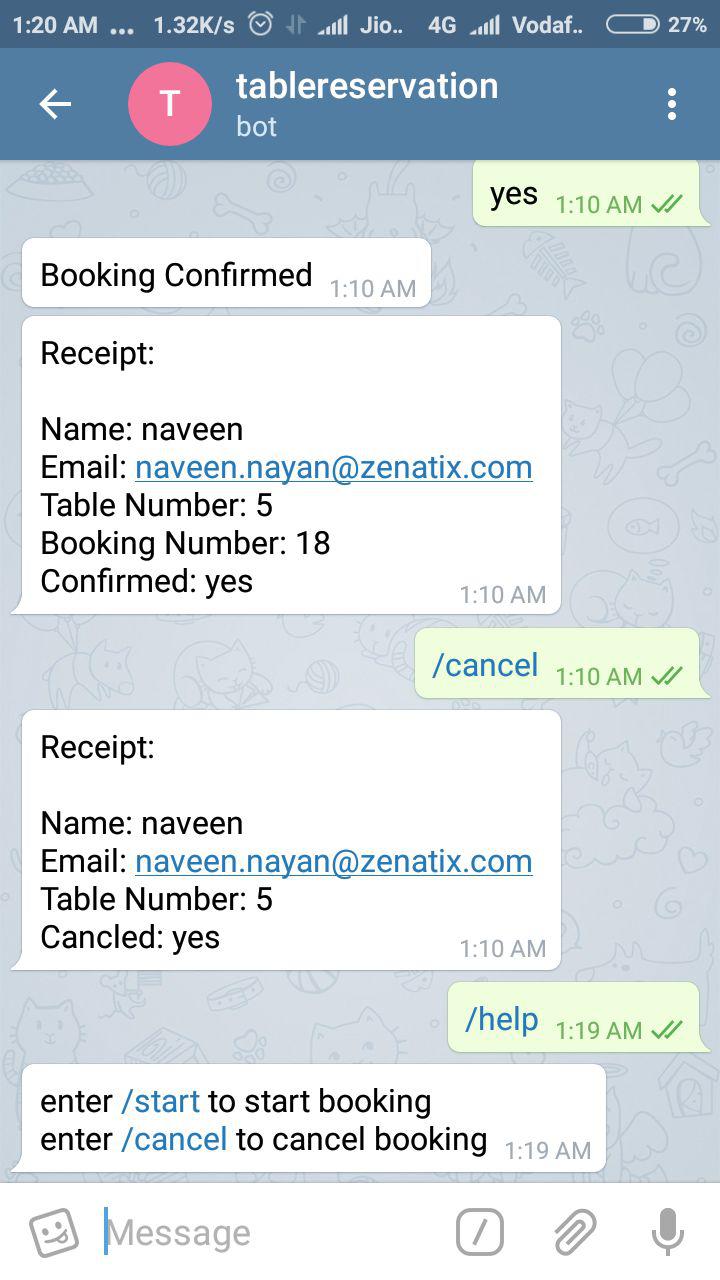 1:20 AM ... 1.32K/s Jio.. 4G Vodaf.. 27%
T
tablereservation
bot
yes 1:10 AM
Booking Confirmed 1:10 AM
Receipt:
Name: naveen
Email: naveen.nayan@zenatix.com
Table Number: 5
Booking Number: 18
Confirmed: yes 1:10 AM
/cancel 1:10 AM
Receipt:
Name: naveen
Email: naveen.nayan@zenatix.com
Table Number: 5
Cancled: yes 1:10 AM
/help 1:19 AM
enter /start to start booking
enter /cancel to cancel booking 1:19 AM
Message